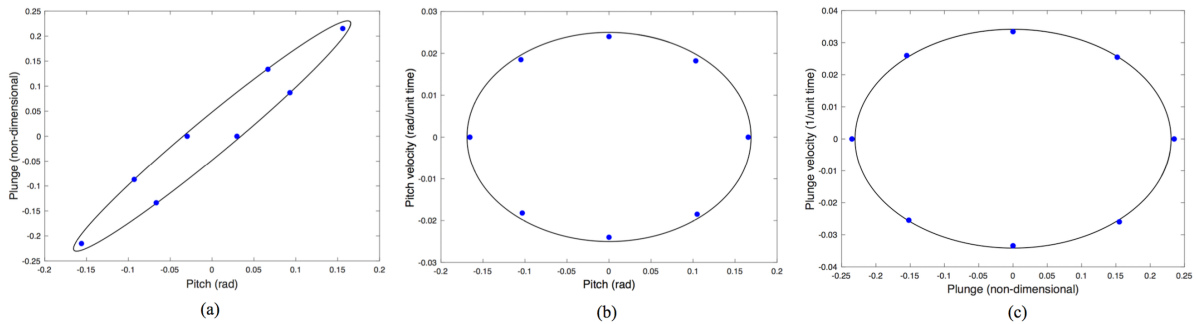 0.25
0.2
0.15
0.1
0.05
0
-0.05
-0.1
-0.15
-0.2
-0.25
-0.2 -0.15 -0.1 -0.05 0 0.05 0.1 0.15 0.2
Plunge (non-dimensional)
Pitch (rad)
(a)
0.03
0.02
0.01
0
-0.01
-0.02
-0.03
-0.2 -0.15 -0.1 -0.05 0 0.05 0.1 0.15 0.2
Pitch velocity (rad/unit time)
Pitch (rad)
(b)
0.04
0.03
0.02
0.01
0
-0.01
-0.02
-0.03
-0.04
-0.25 -0.2 -0.15 -0.1 -0.05 0 0.05 0.1 0.15 0.2 0.25
Plunge velocity (1/unit time)
Plunge (non-dimensional)
(c)